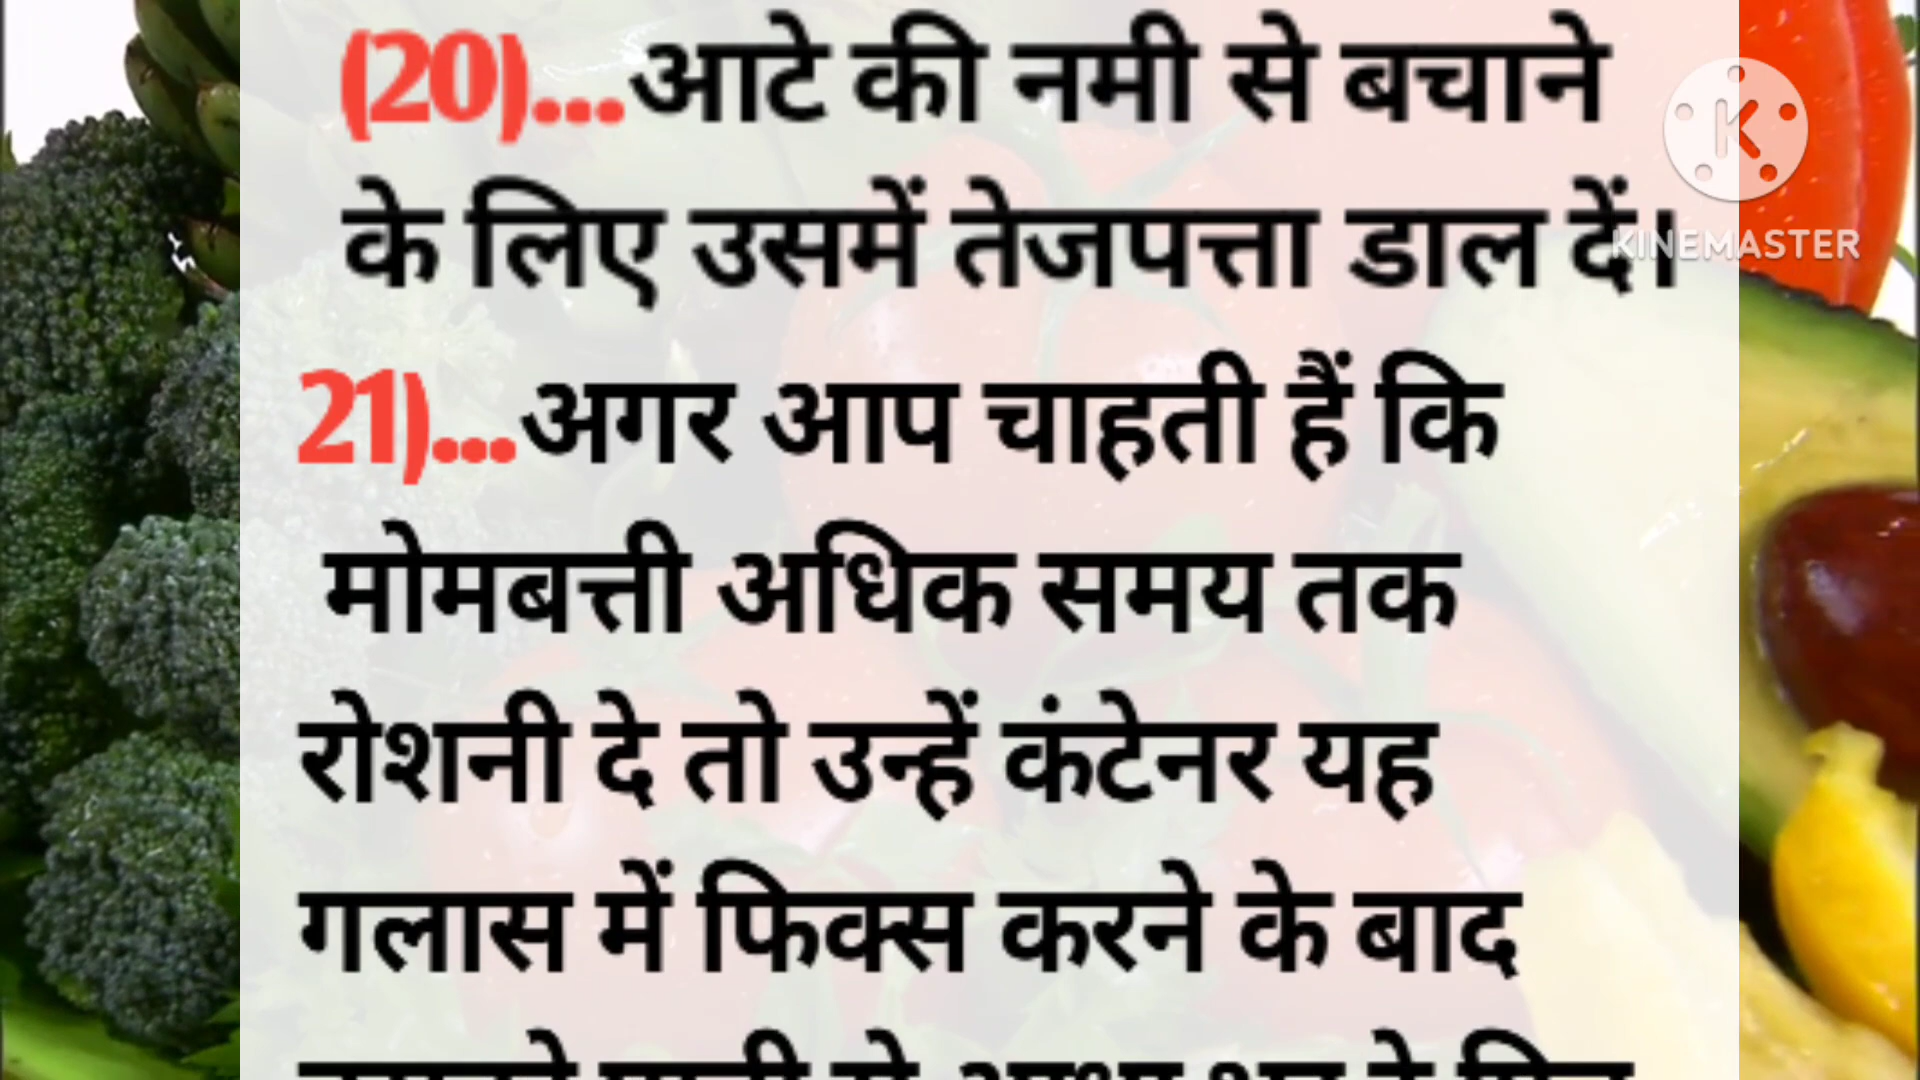 (20)...आटे की नमी से बचाने
के लिए उसमें तेजपत्ता डाल दें।
21)...अगर आप चाहती हैं कि
मोमबत्ती अधिक समय तक
रोशनी दे तो उन्हें कंटेनर यह
गलास में फिक्स करने के बाद
KINEMASTER